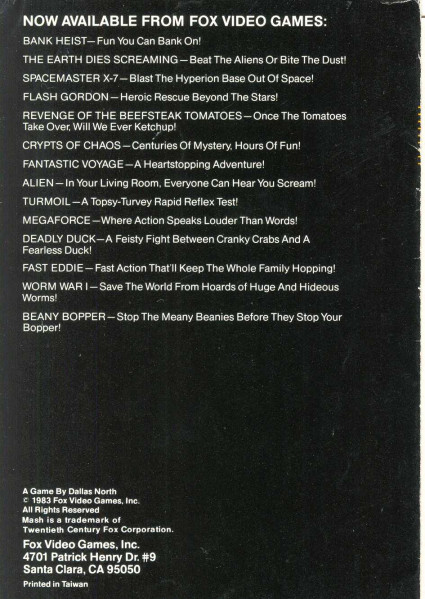 NOW AVAILABLE FROM FOX VIDEO GAMES:
BANK HEIST—Fun You Can Bank On!
THE EARTH DIES SCREAMING—Beat The Aliens Or Bite The Dust!
SPACEMASTER X-7—Blast The Hyperion Base Out Of Space!
FLASH GORDON—Heroic Rescue Beyond The Stars!
REVENGE OF THE BEEFSTEAK TOMATOES—Once The Tomatoes
Take Over, Will We Ever Ketchup!
CRYPTS OF CHAOS—Centuries Of Mystery, Hours Of Fun!
FANTASTIC VOYAGE—A Heartstopping Adventure!
ALIEN—In Your Living Room, Everyone Can Hear You Scream!
TURMOIL—A Topsy-Turvey Rapid Reflex Test!
MEGAFORCE—Where Action Speaks Louder Than Words!
DEADLY DUCK—A Feisty Fight Between Cranky Crabs And A
Fearless Duck!
FAST EDDIE—Fast Action That'll Keep The Whole Family Hopping!
WORM WAR I—Save The World From Hoards of Huge And Hideous
Worms!
BEANY BOPPER—Stop The Meany Beanies Before They Stop Your
Bopper!
A Game By Dallas North
© 1983 Fox Video Games, Inc.
All Rights Reserved
Mash is a trademark of
Twentieth Century Fox Corporation.
Fox Video Games, Inc.
4701 Patrick Henry Dr. #9
Santa Clara, CA 95050
Printed in Taiwan